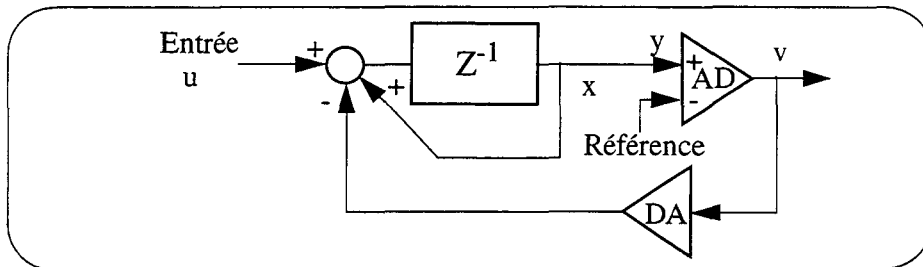 Entrée
u
+
+
-
Z-1
x
y
+
-
AD
v
Référence
DA